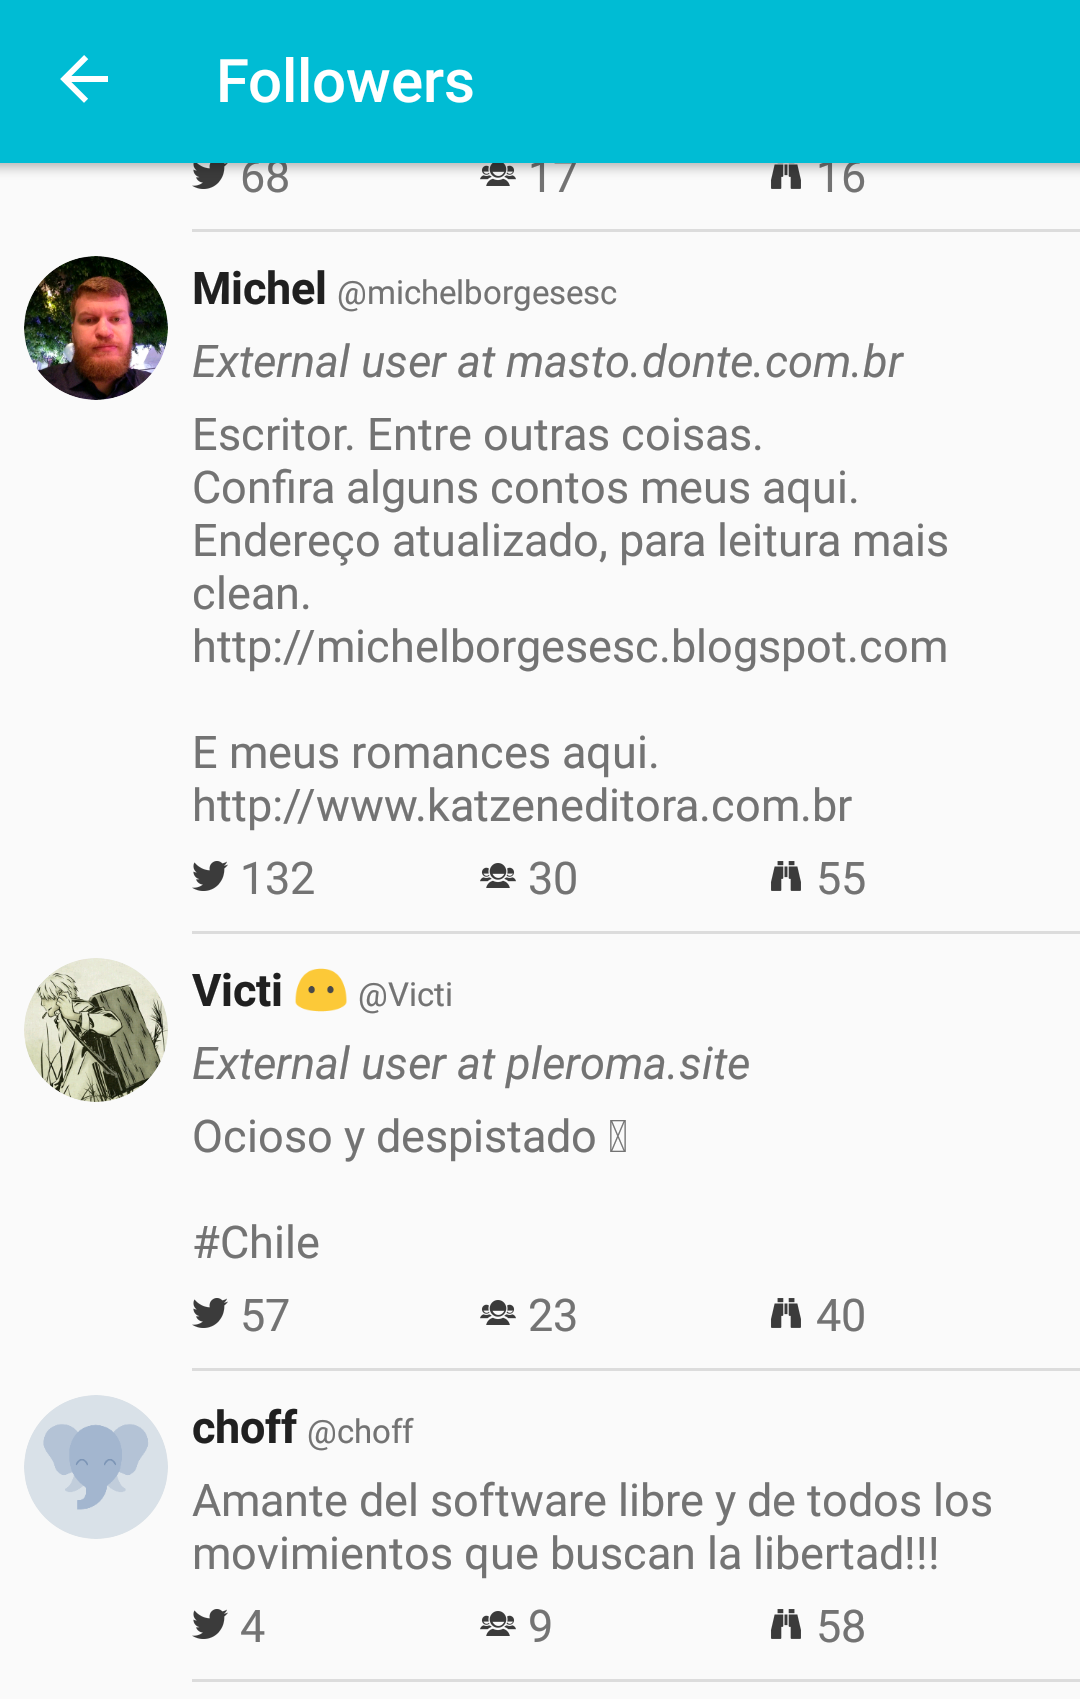 Followers
68 17 16
Michel @michelborgesesc
External user at masto.donte.com.br
Escritor. Entre outras coisas.
Confira alguns contos meus aqui.
Endereço atualizado, para leitura mais
clean.
http://michelborgesesc.blogspot.com
E meus romances aqui.
http://www.katzeneditora.com.br
132 30 55
Victi 😶 @Victi
External user at pleroma.site
Ocioso y despistado
#Chile
57 23 40
choff @choff
Amante del software libre y de todos los
movimientos que buscan la libertad!!!
4 9 58